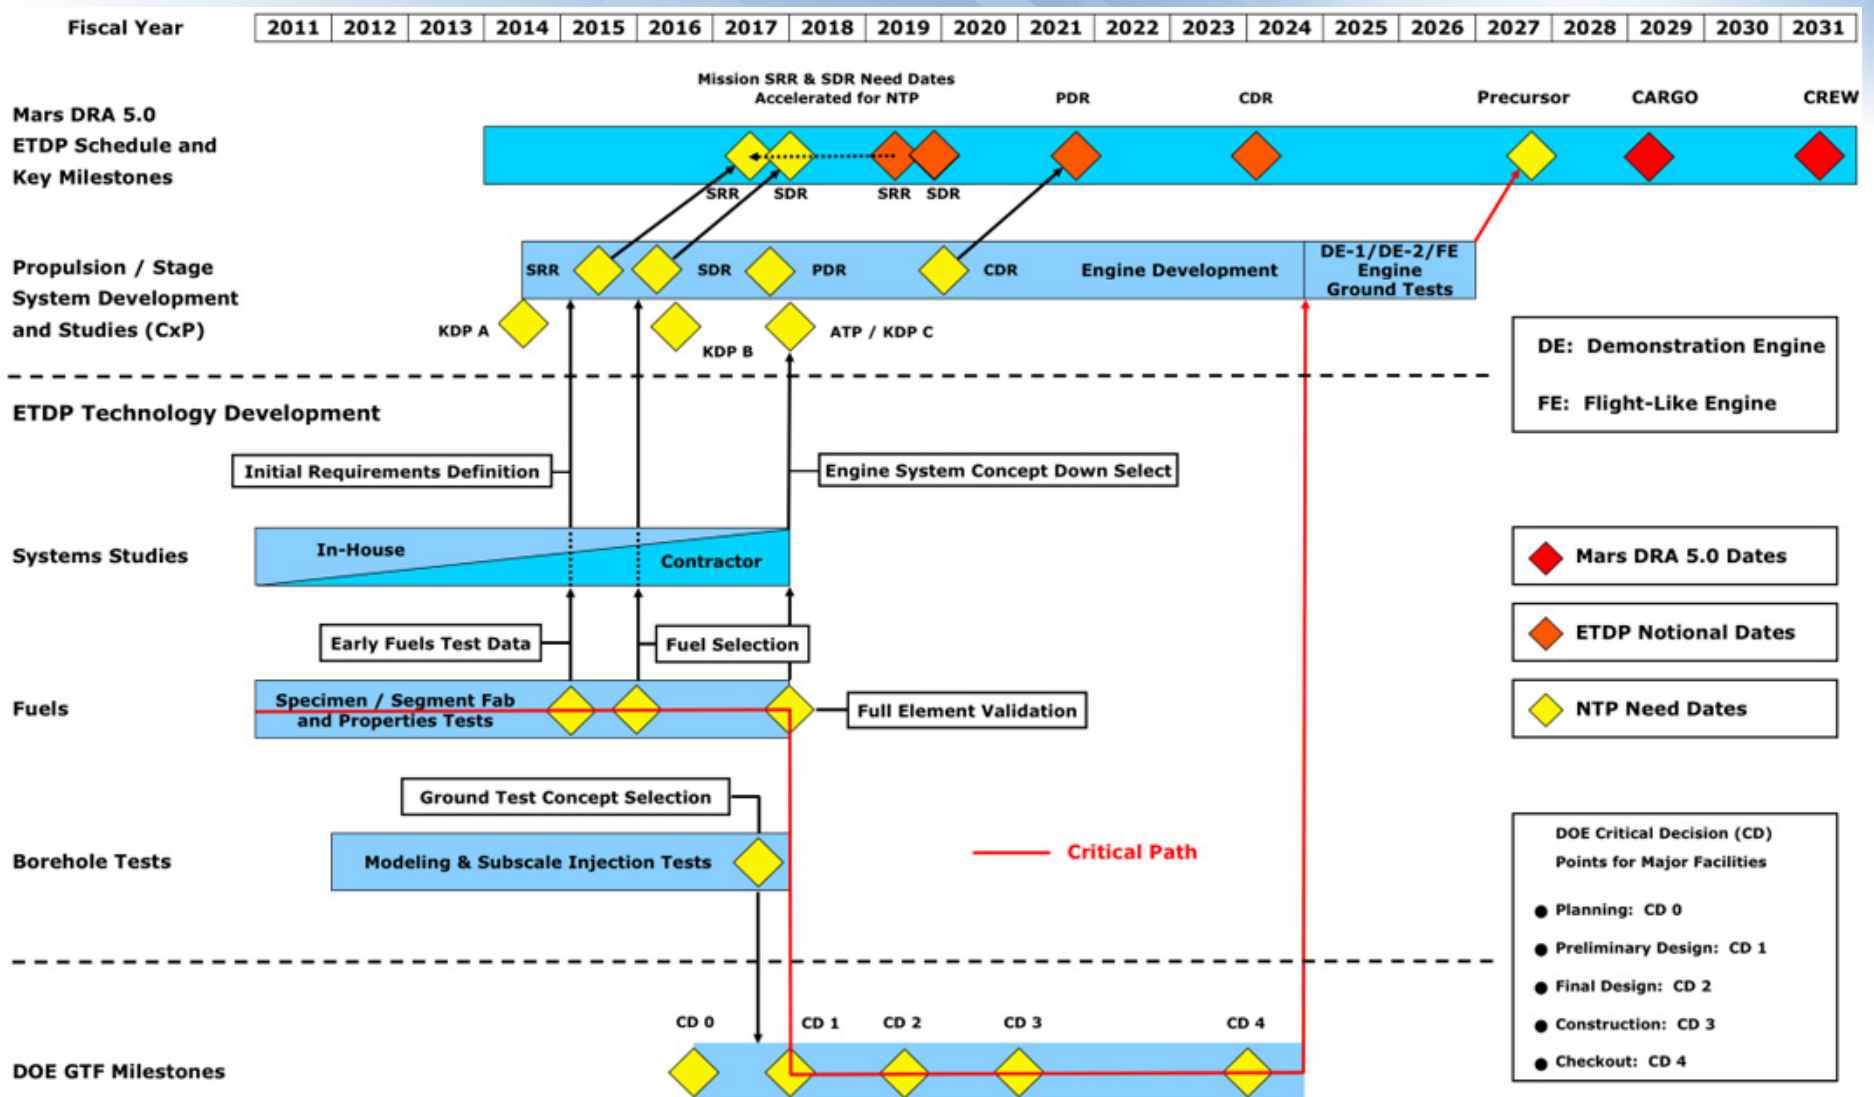 Fiscal Year 2011 2012 2013 2014 2015 2016 2017 2018 2019 2020 2021 2022 2023 2024 2025 2026 2027 2028 2029 2030 2031
Mission SRR & SDR Need Dates
Accelerated for NTP
PDR
CDR
Precursor
CARGO
CREW
Mars DRA 5.0
ETDP Schedule and
Key Milestones
SRR
SDR
SRR
SDR
Propulsion / Stage
System Development
and Studies (CxP)
SRR
SDR
PDR
CDR
Engine Development
DE-1/DE-2/FE
Engine
Ground Tests
KDP A
KDP B
ATP / KDP C
DE: Demonstration Engine
FE: Flight-Like Engine
ETDP Technology Development
Initial Requirements Definition
Engine System Concept Down Select
Systems Studies
In-House
Contractor
Mars DRA 5.0 Dates
ETDP Notional Dates
NTP Need Dates
Early Fuels Test Data
Fuel Selection
Fuels
Specimen / Segment Fab
and Properties Tests
Full Element Validation
Ground Test Concept Selection
Borehole Tests
Modeling & Subscale Injection Tests
Critical Path
DOE Critical Decision (CD)
Points for Major Facilities
● Planning: CD 0
● Preliminary Design: CD 1
● Final Design: CD 2
● Construction: CD 3
● Checkout: CD 4
CD 0
CD 1
CD 2
CD 3
CD 4
DOE GTF Milestones